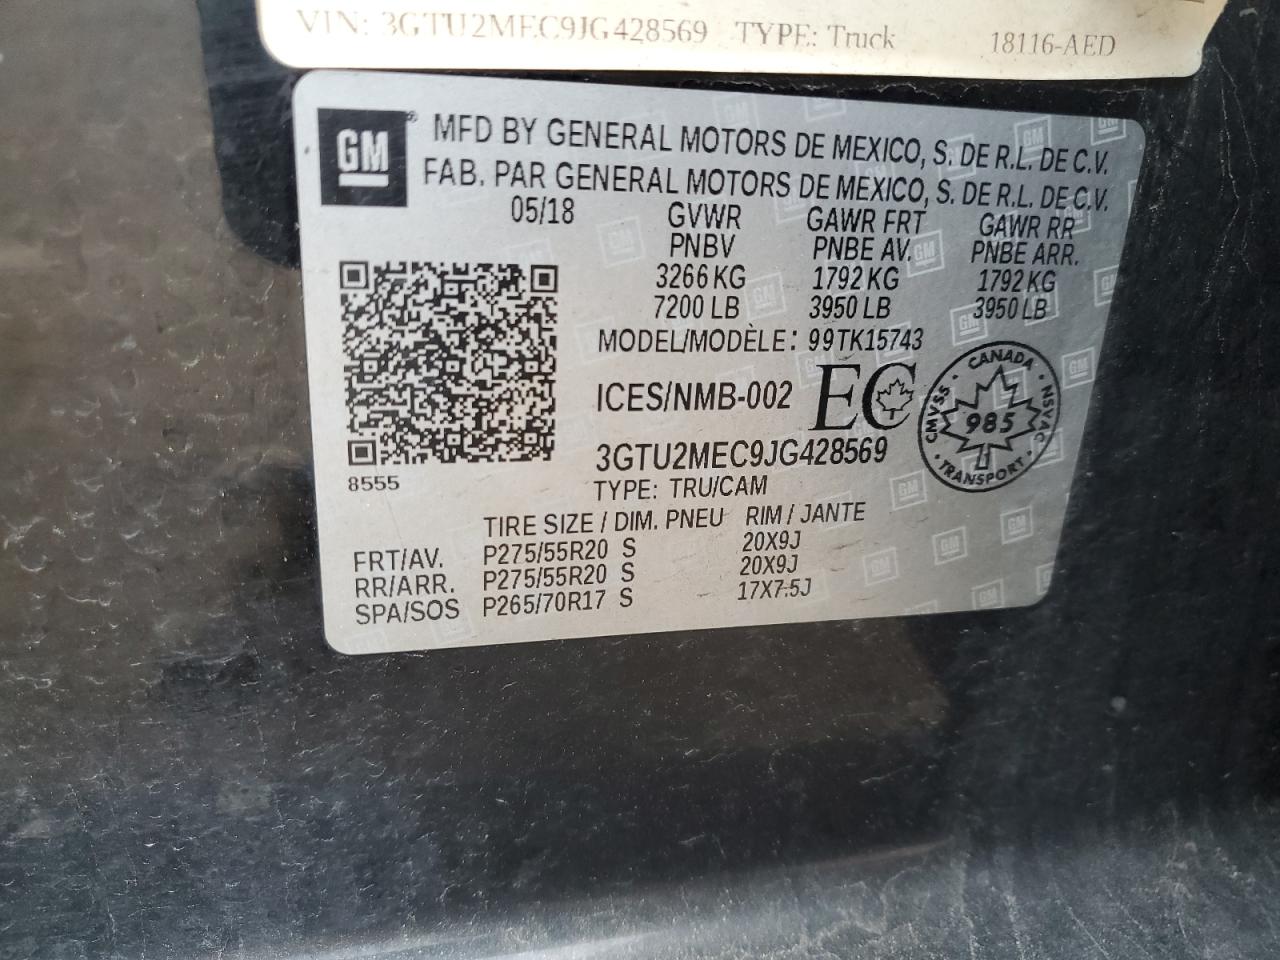 VIN: 3GTU2MEC9JG428569 TYPE: Truck 18116-AED
GM
MFD BY GENERAL MOTORS DE MEXICO, S. DE R.L. DE C.V.
FAB. PAR GENERAL MOTORS DE MEXICO, S. DE R.L. DE C.V.
05/18 GVWR GAWR FRT GAWR RR
PNBV PNBE AV. PNBE ARR.
3266 KG 1792 KG 1792 KG
7200 LB 3950 LB 3950 LB
MODEL/MODÈLE: 99TK15743
ICES/NMB-002 EC
CANADA
CMVSS 985 NSVAC
TRANSPORT
3GTU2MEC9JG428569
8555
TYPE: TRU/CAM
TIRE SIZE / DIM. PNEU RIM / JANTE
FRT/AV. P275/55R20 S 20X9J
RR/ARR. P275/55R20 S 20X9J
SPA/SOS P265/70R17 S 17X7.5J